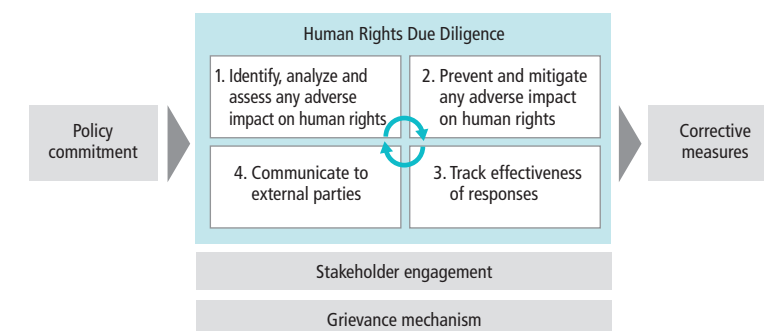 Human Rights Due Diligence
1. Identify, analyze and
assess any adverse
impact on human rights
2. Prevent and mitigate
any adverse impact
on human rights
Policy
commitment
Corrective
measures
4. Communicate to
external parties
3. Track effectiveness
of responses
Stakeholder engagement
Grievance mechanism